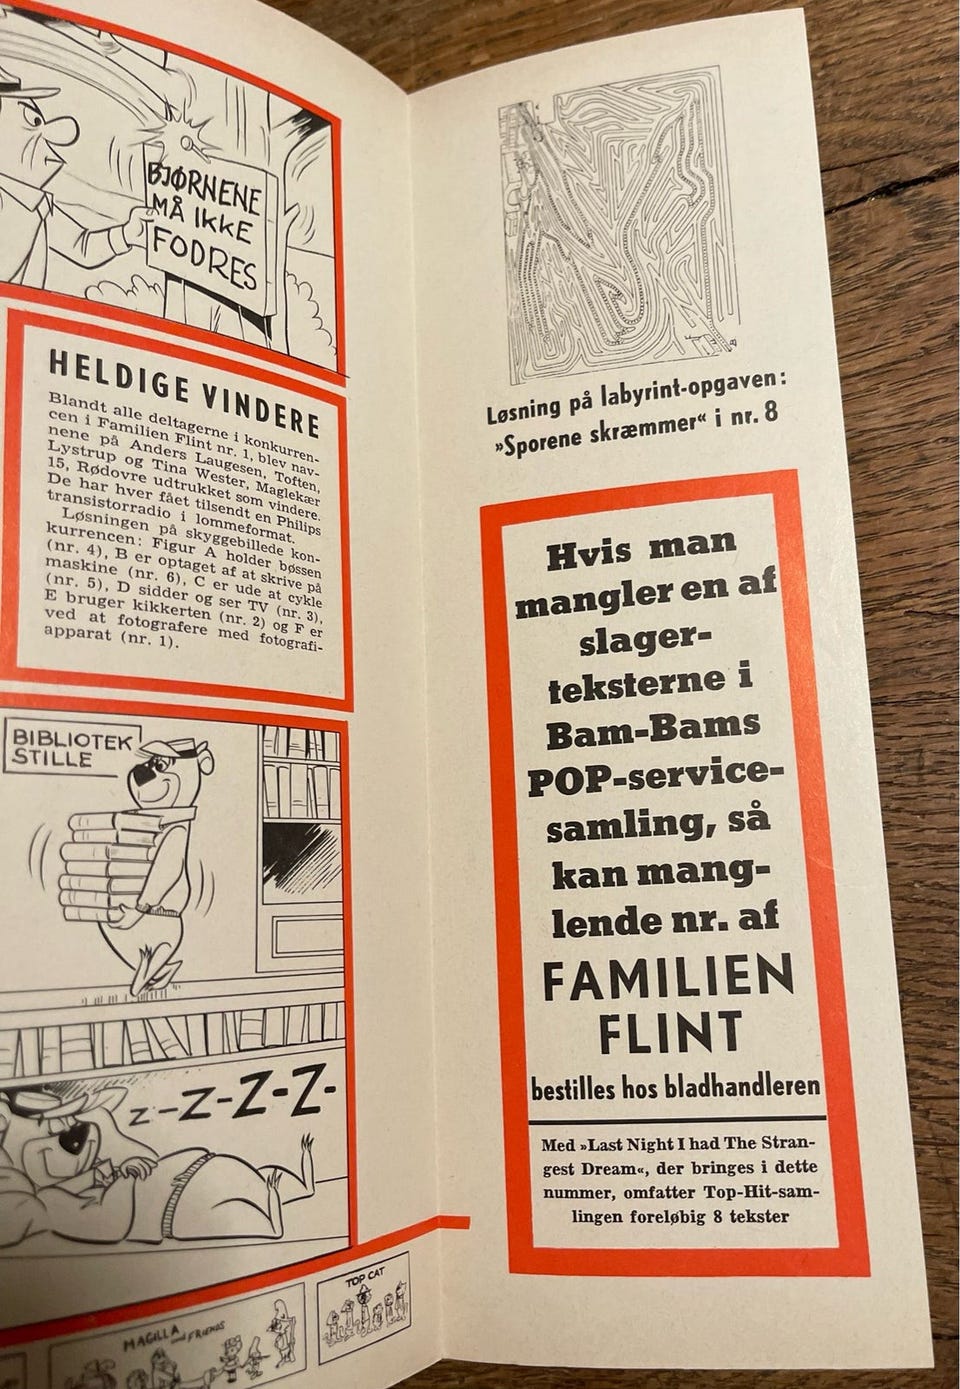 BJØRNENE
MÅ IKKE
FODRES
HELDIGE VINDERE
Blandt alle deltagerne i konkurren-
cen i Familien Flint nr. 1, blev nav-
nene på Anders Laugesen, Toften,
Lystrup og Tina Wester, Maglekær
15, Rødovre udtrukket som vindere.
De har hver fået tilsendt en Philips
transistorradio i lommeformat.
Løsningen på skyggebillede kon-
kurrencen: Figur A holder bøssen
(nr. 4), B er optaget af at skrive på
maskine (nr. 6), C er ude at cykle
(nr. 5), D sidder og ser TV (nr. 3),
E bruger kikkerten (nr. 2) og F er
ved at fotografere med fotografi-
apparat (nr. 1).
BIBLIOTEK
STILLE
Z-Z-Z-Z-
MAGILLA and FRIENDS
TOP CAT
Løsning på labyrint-opgaven:
»Sporene skræmmer« i nr. 8
Hvis man
mangler en af
slager-
teksterne i
Bam-Bams
POP-service-
samling, så
kan mang-
lende nr. af
FAMILIEN
FLINT
bestilles hos bladhandleren
Med »Last Night I had The Stran-
gest Dream«, der bringes i dette
nummer, omfatter Top-Hit-sam-
lingen foreløbig 8 tekster